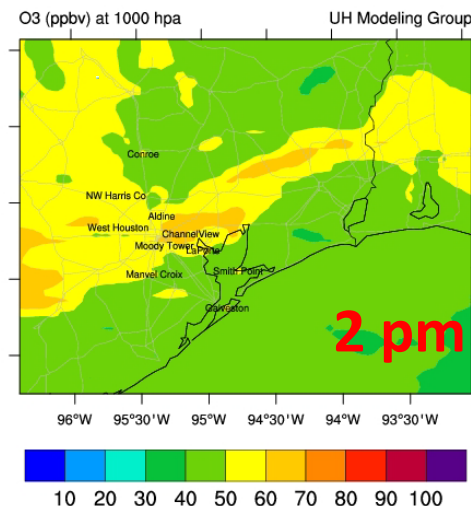 O3 (ppbv) at 1000 hpa UH Modeling Group
Conroe
NW Harris Co
Aldine
West Houston
ChannelView
Moody Tower
LaPorte
Manvel Croix
Smith Point
Galveston
2 pm
96°W 95°30'W 95°W 94°30'W 94°W 93°30'W
10 20 30 40 50 60 70 80 90 100